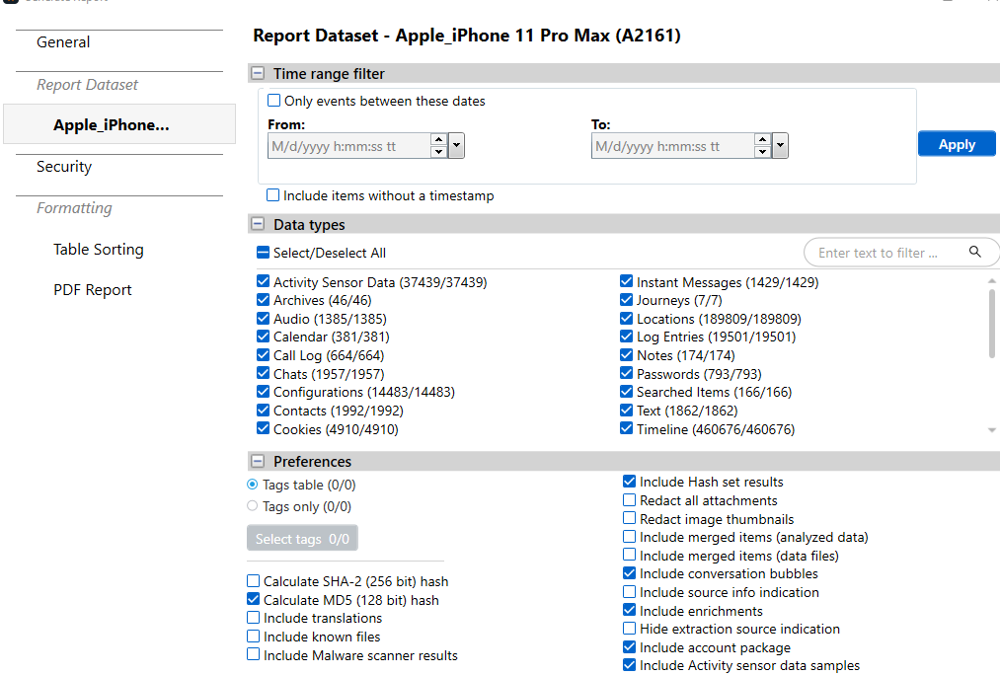 General
Report Dataset
Apple_iPhone...
Security
Formatting
Table Sorting
PDF Report
Report Dataset - Apple_iPhone 11 Pro Max (A2161)
Time range filter
Only events between these dates
From:
M/d/yyyy h:mm:ss tt
To:
M/d/yyyy h:mm:ss tt
Apply
Include items without a timestamp
Data types
Select/Deselect All
Enter text to filter ...
Activity Sensor Data (37439/37439)
Archives (46/46)
Audio (1385/1385)
Calendar (381/381)
Call Log (664/664)
Chats (1957/1957)
Configurations (14483/14483)
Contacts (1992/1992)
Cookies (4910/4910)
Instant Messages (1429/1429)
Journeys (7/7)
Locations (189809/189809)
Log Entries (19501/19501)
Notes (174/174)
Passwords (793/793)
Searched Items (166/166)
Text (1862/1862)
Timeline (460676/460676)
Preferences
Tags table (0/0)
Tags only (0/0)
Select tags 0/0
Calculate SHA-2 (256 bit) hash
Calculate MD5 (128 bit) hash
Include translations
Include known files
Include Malware scanner results
Include Hash set results
Redact all attachments
Redact image thumbnails
Include merged items (analyzed data)
Include merged items (data files)
Include conversation bubbles
Include source info indication
Include enrichments
Hide extraction source indication
Include account package
Include Activity sensor data samples